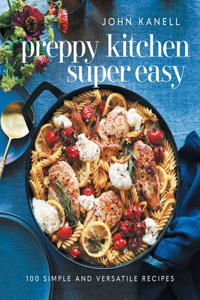 JOHN KANELL
preppy kitchen
super easy
100 SIMPLE AND VERSATILE RECIPES